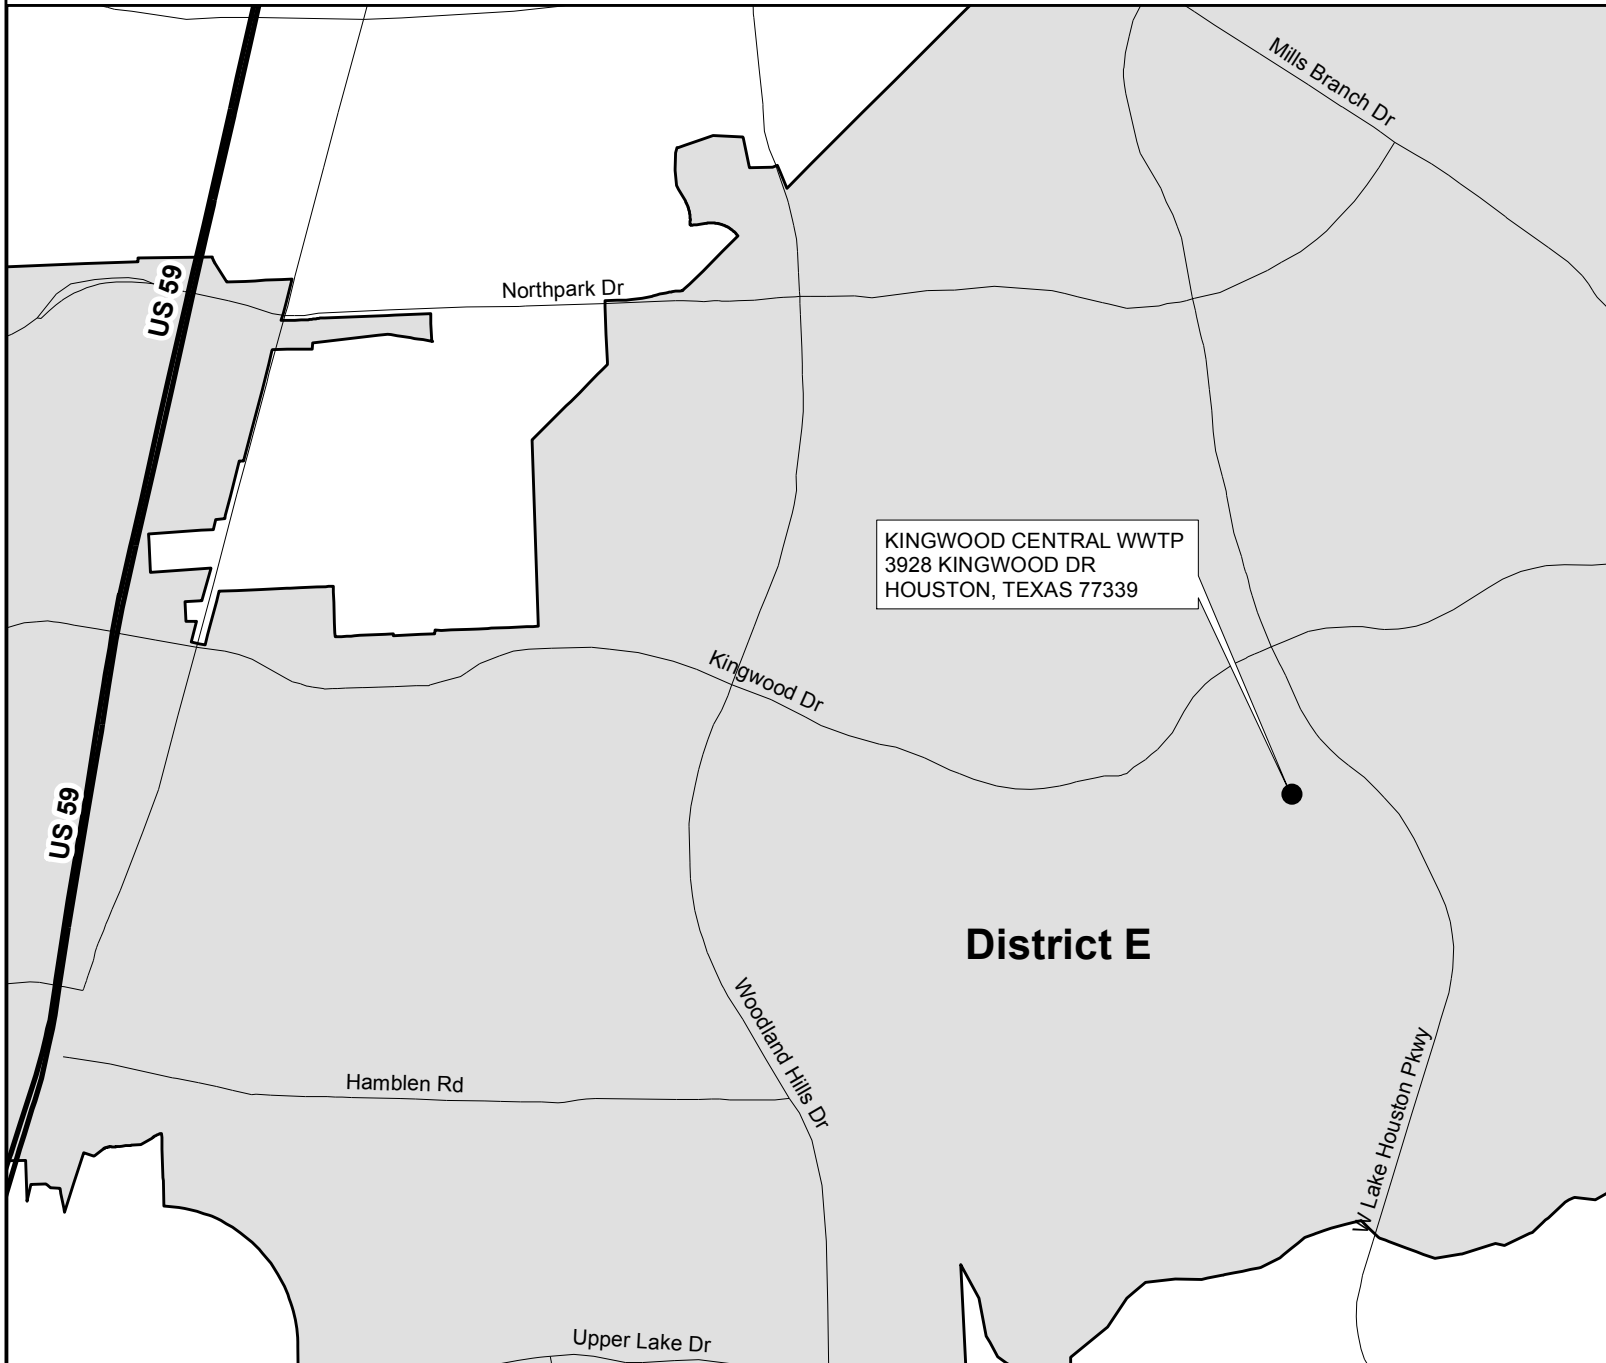 Mills Branch Dr
US 59
Northpark Dr
KINGWOOD CENTRAL WWTP
3928 KINGWOOD DR
HOUSTON, TEXAS 77339
Kingwood Dr
US 59
District E
Woodland Hills Dr
W Lake Houston Pkwy
Hamblen Rd
Upper Lake Dr